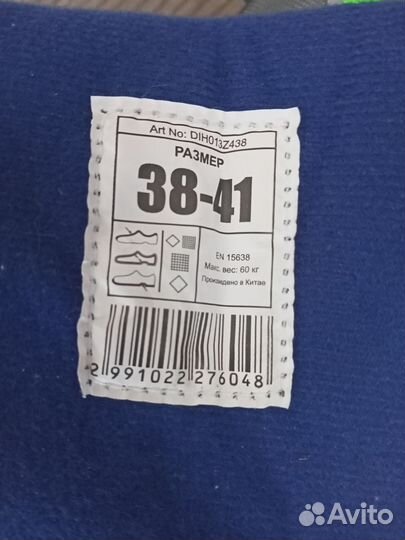 Art No: DIH013Z438
РАЗМЕР
38-41
EN 15638
Макс. вес: 60 кг
Произведено в Китае
2 991022 276048
Avito